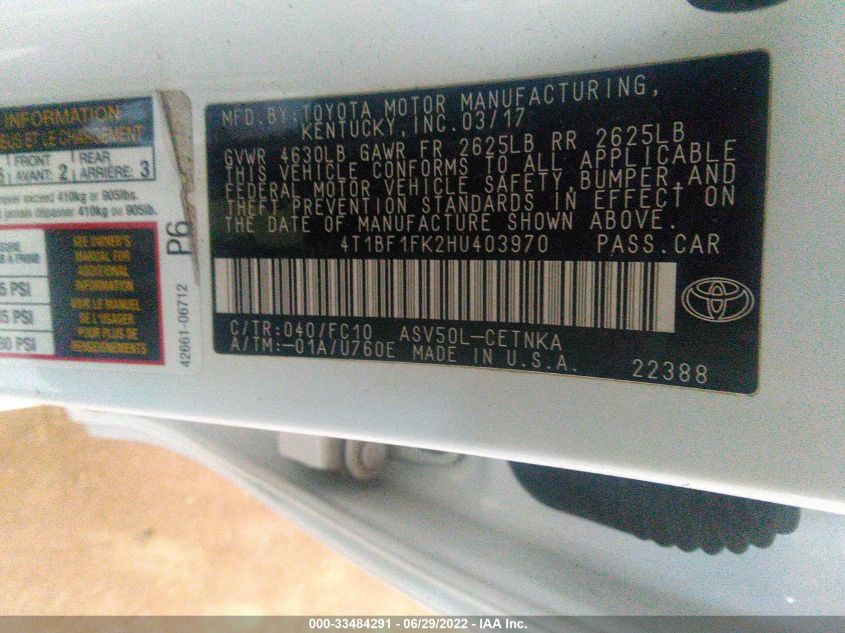 INFORMATION
FRONT
AVANT: 2
REAR
ARRIÈRE: 3
exceed 410kg or 905lbs.
410kg or 905lb.
SEE OWNER'S
MANUAL FOR
ADDITIONAL
INFORMATION
VOIR LE MANUEL
DE L'USAGER
POUR PLUS DE
RENSEIGNEMENTS
PSI
PSI
PSI
P6
42661-06712
MFD.BY:TOYOTA MOTOR MANUFACTURING,
KENTUCKY,INC.03/17
GVWR 4630LB GAWR FR 2625LB RR 2625LB
THIS VEHICLE CONFORMS TO ALL APPLICABLE
FEDERAL MOTOR VEHICLE SAFETY,BUMPER,AND
THEFT PREVENTION STANDARDS IN EFFECT ON
THE DATE OF MANUFACTURE SHOWN ABOVE.
4T1BF1FK2HU403970 PASS.CAR
C/TR:040/FC10 ASV50L-CETNKA
A/TM:-01A/U760E MADE IN U.S.A.
22388
000-33484291 - 06/29/2022 - IAA Inc.